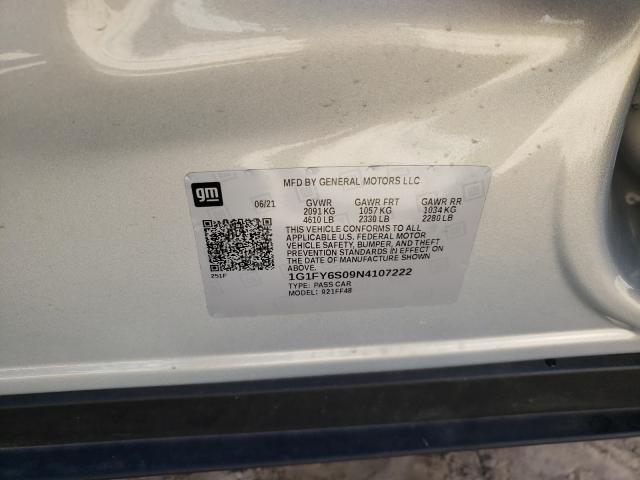 MFD BY GENERAL MOTORS LLC
gm
06/21 GVWR GAWR FRT GAWR RR
2091 KG 1057 KG 1034 KG
4610 LB 2330 LB 2280 LB
THIS VEHICLE CONFORMS TO ALL
APPLICABLE U.S. FEDERAL MOTOR
VEHICLE SAFETY, BUMPER, AND THEFT
PREVENTION STANDARDS IN EFFECT ON
THE DATE OF MANUFACTURE SHOWN
ABOVE.
251F
1G1FY6S09N4107222
TYPE: PASS CAR
MODEL: 921FF48